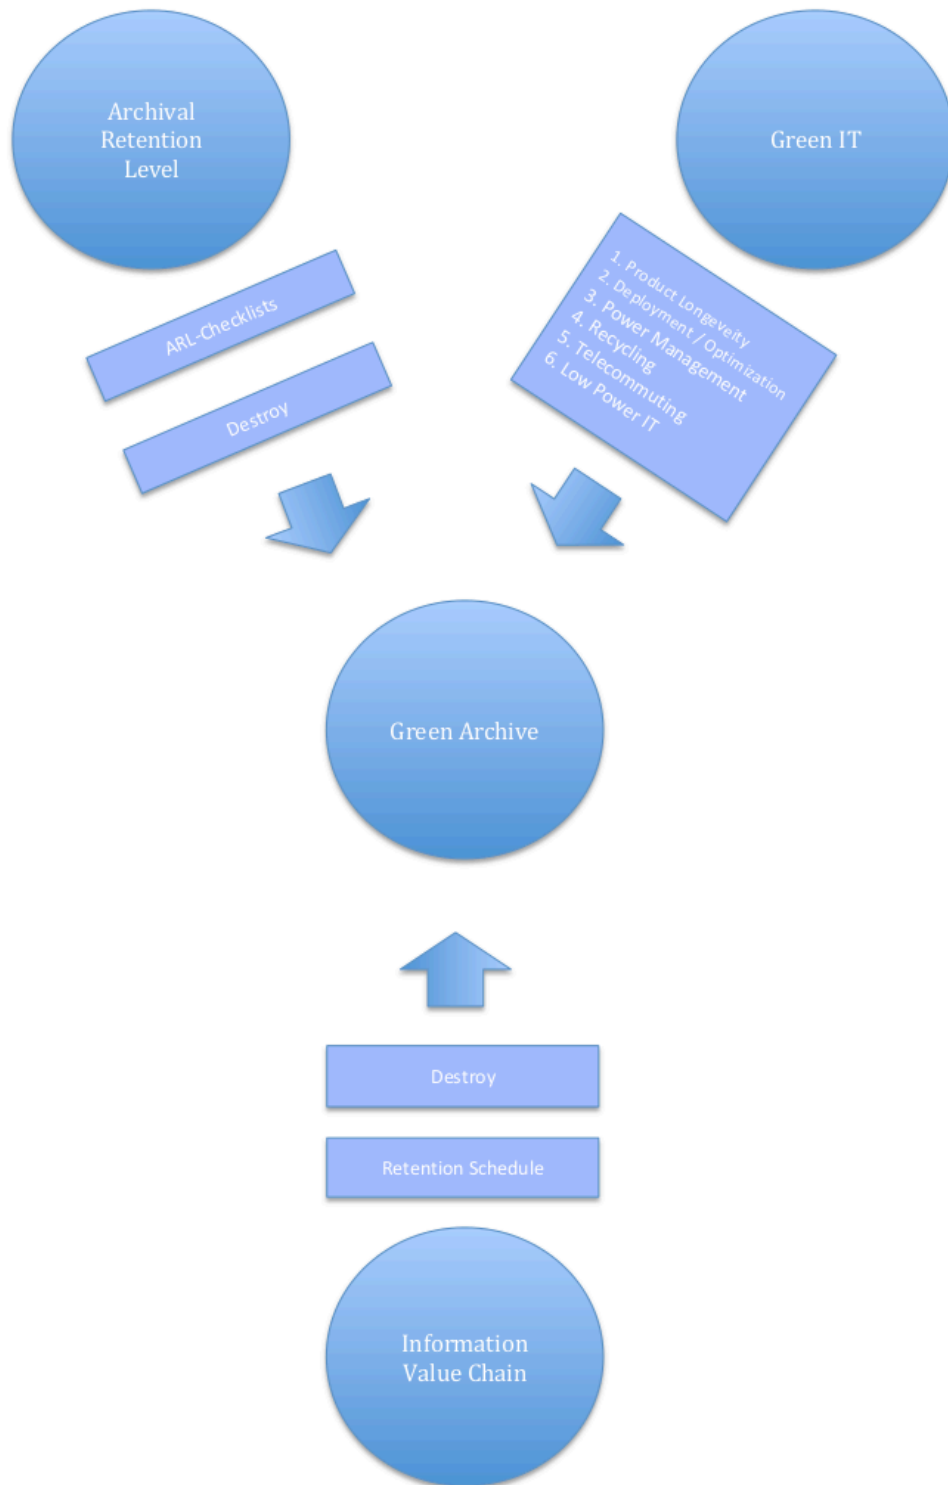 Archival
Retention
Level
Green IT
ARL-Checklists
Destroy
1. Product Longeveity
2. Deployment / Optimization
3. Power Management
4. Recycling
5. Telecommuting
6. Low Power IT
Green Archive
Destroy
Retention Schedule
Information
Value Chain